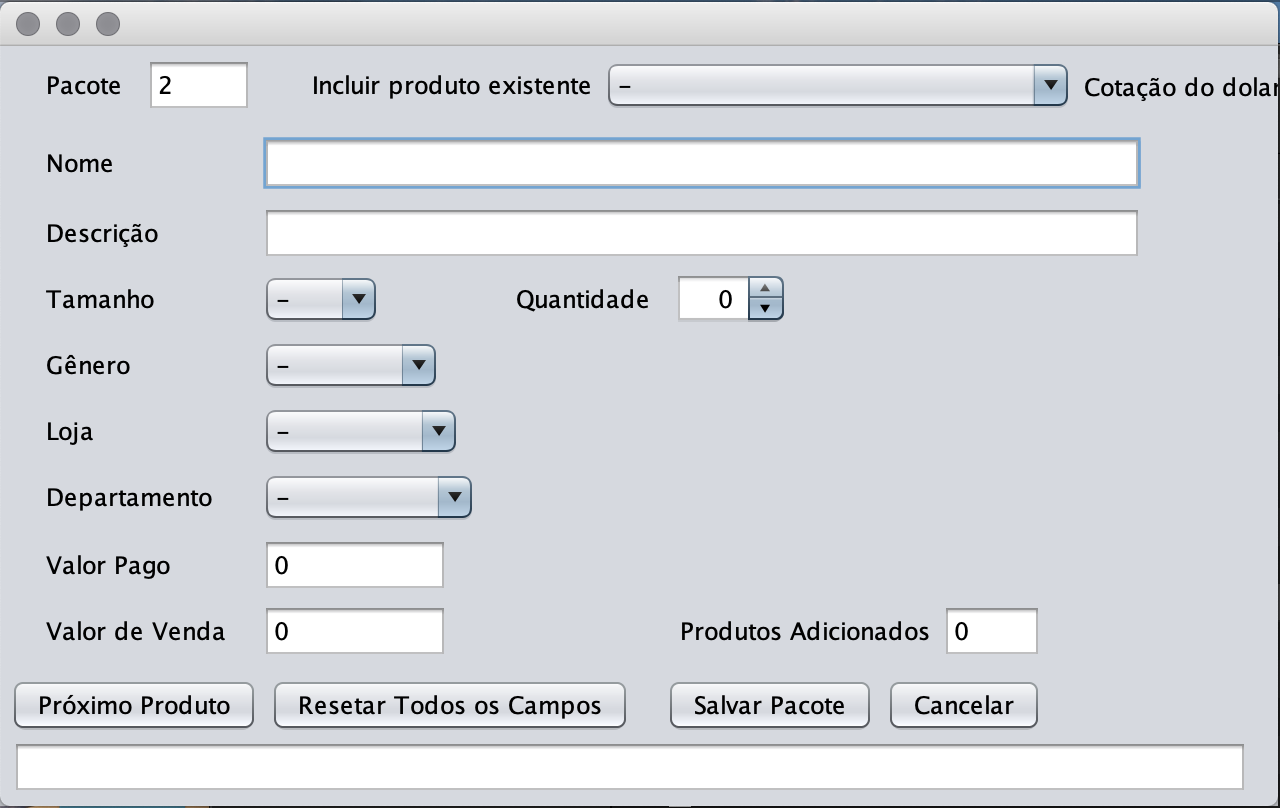 Pacote 2 Incluir produto existente – Cotação do dolar
Nome
Descrição
Tamanho – Quantidade 0
Gênero –
Loja –
Departamento –
Valor Pago 0
Valor de Venda 0 Produtos Adicionados 0
Próximo Produto Resetar Todos os Campos Salvar Pacote Cancelar